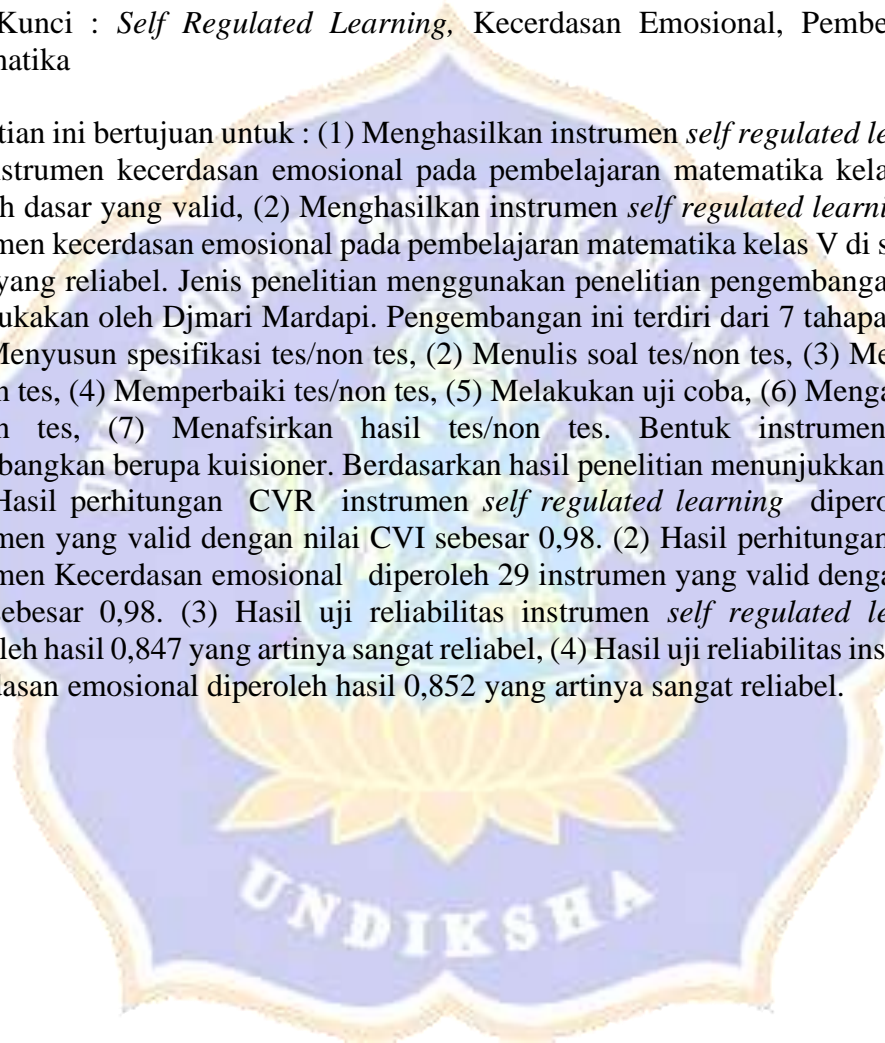 Kunci : Self Regulated Learning, Kecerdasan Emosional, Pembe
natika
tian ini bertujuan untuk : (1) Menghasilkan instrumen self regulated le
nstrumen kecerdasan emosional pada pembelajaran matematika kela
h dasar yang valid, (2) Menghasilkan instrumen self regulated learni
men kecerdasan emosional pada pembelajaran matematika kelas V di s
yang reliabel. Jenis penelitian menggunakan penelitian pengembanga
ukakan oleh Djmari Mardapi. Pengembangan ini terdiri dari 7 tahapa
Menyusun spesifikasi tes/non tes, (2) Menulis soal tes/non tes, (3) Me
n tes, (4) Memperbaiki tes/non tes, (5) Melakukan uji coba, (6) Menga
n tes, (7) Menafsirkan hasil tes/non tes. Bentuk instrumen
bangkan berupa kuisioner. Berdasarkan hasil penelitian menunjukkan
Hasil perhitungan CVR instrumen self regulated learning dipero
men yang valid dengan nilai CVI sebesar 0,98. (2) Hasil perhitungan
men Kecerdasan emosional diperoleh 29 instrumen yang valid denga
sebesar 0,98. (3) Hasil uji reliabilitas instrumen self regulated le
leh hasil 0,847 yang artinya sangat reliabel, (4) Hasil uji reliabilitas ins
dasan emosional diperoleh hasil 0,852 yang artinya sangat reliabel.
UNDIKSHA